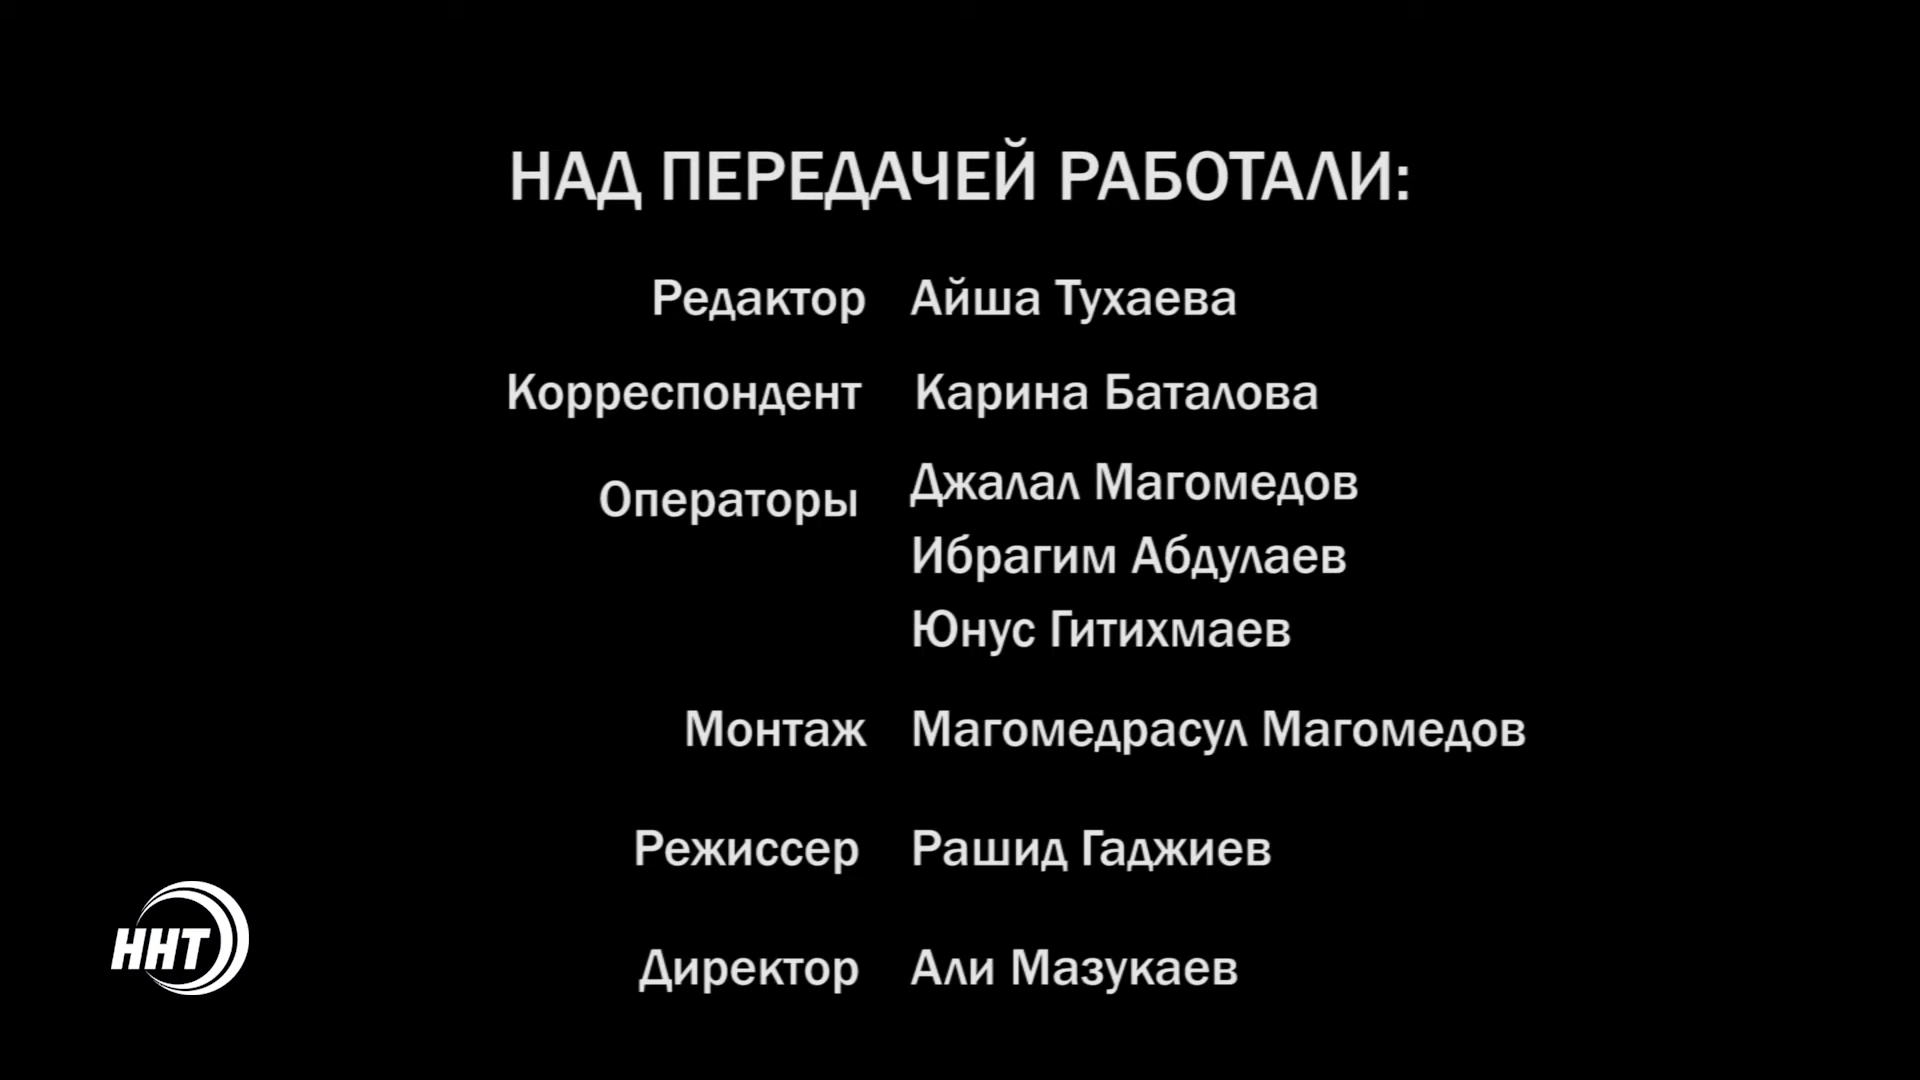 НАД ПЕРЕДАЧЕЙ РАБОТАЛИ:
Редактор Айша Тухаева
Корреспондент Карина Баталова
Операторы Джалал Магомедов
Ибрагим Абдулаев
Юнус Гитихмаев
Монтаж Магомедрасул Магомедов
Режиссер Рашид Гаджиев
Директор Али Мазукаев
ННТ